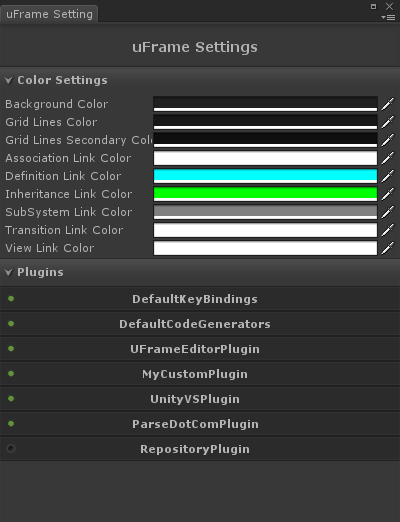 uFrame Setting
uFrame Settings
Color Settings
Background Color
Grid Lines Color
Grid Lines Secondary Colo
Association Link Color
Definition Link Color
Inheritance Link Color
SubSystem Link Color
Transition Link Color
View Link Color
Plugins
DefaultKeyBindings
DefaultCodeGenerators
UFrameEditorPlugin
MyCustomPlugin
UnityVSPlugin
ParseDotComPlugin
RepositoryPlugin